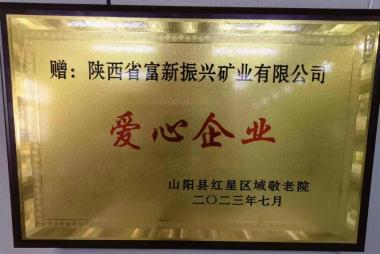 赠：陕西省富新振兴矿业有限公司
爱心企业
山阳县红星区域敬老院
二〇二三年七月